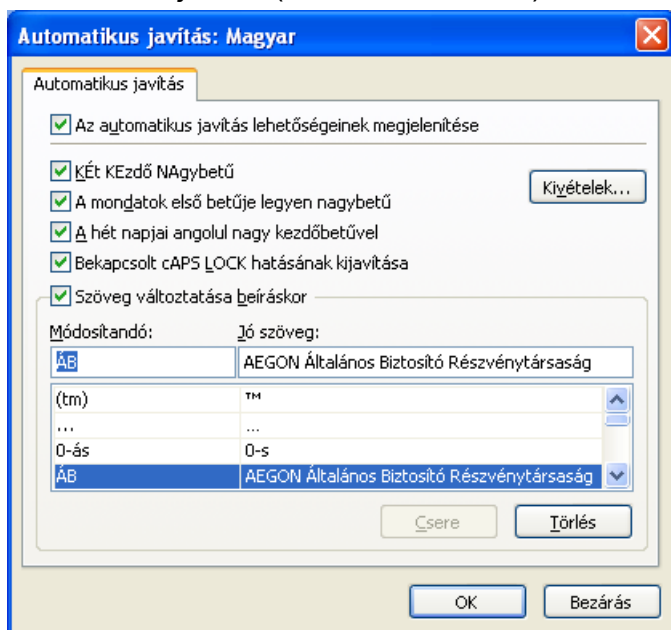 Automatikus javítás: Magyar
Automatikus javítás
Az automatikus javítás lehetőségeinek megjelenítése
KÉt KEzdő NAgybetű
Kivételek...
A mondatok első betűje legyen nagybetű
A hét napjai angolul nagy kezdőbetűvel
Bekapcsolt cAPS LOCK hatásának kijavítása
Szöveg változtatása beíráskor
Módosítandó: Jó szöveg:
ÁB AEGON Általános Biztosító Részvénytársaság
(tm) ™
... ...
0-ás 0-s
ÁB AEGON Általános Biztosító Részvénytársaság
Csere Törlés
OK Bezárás